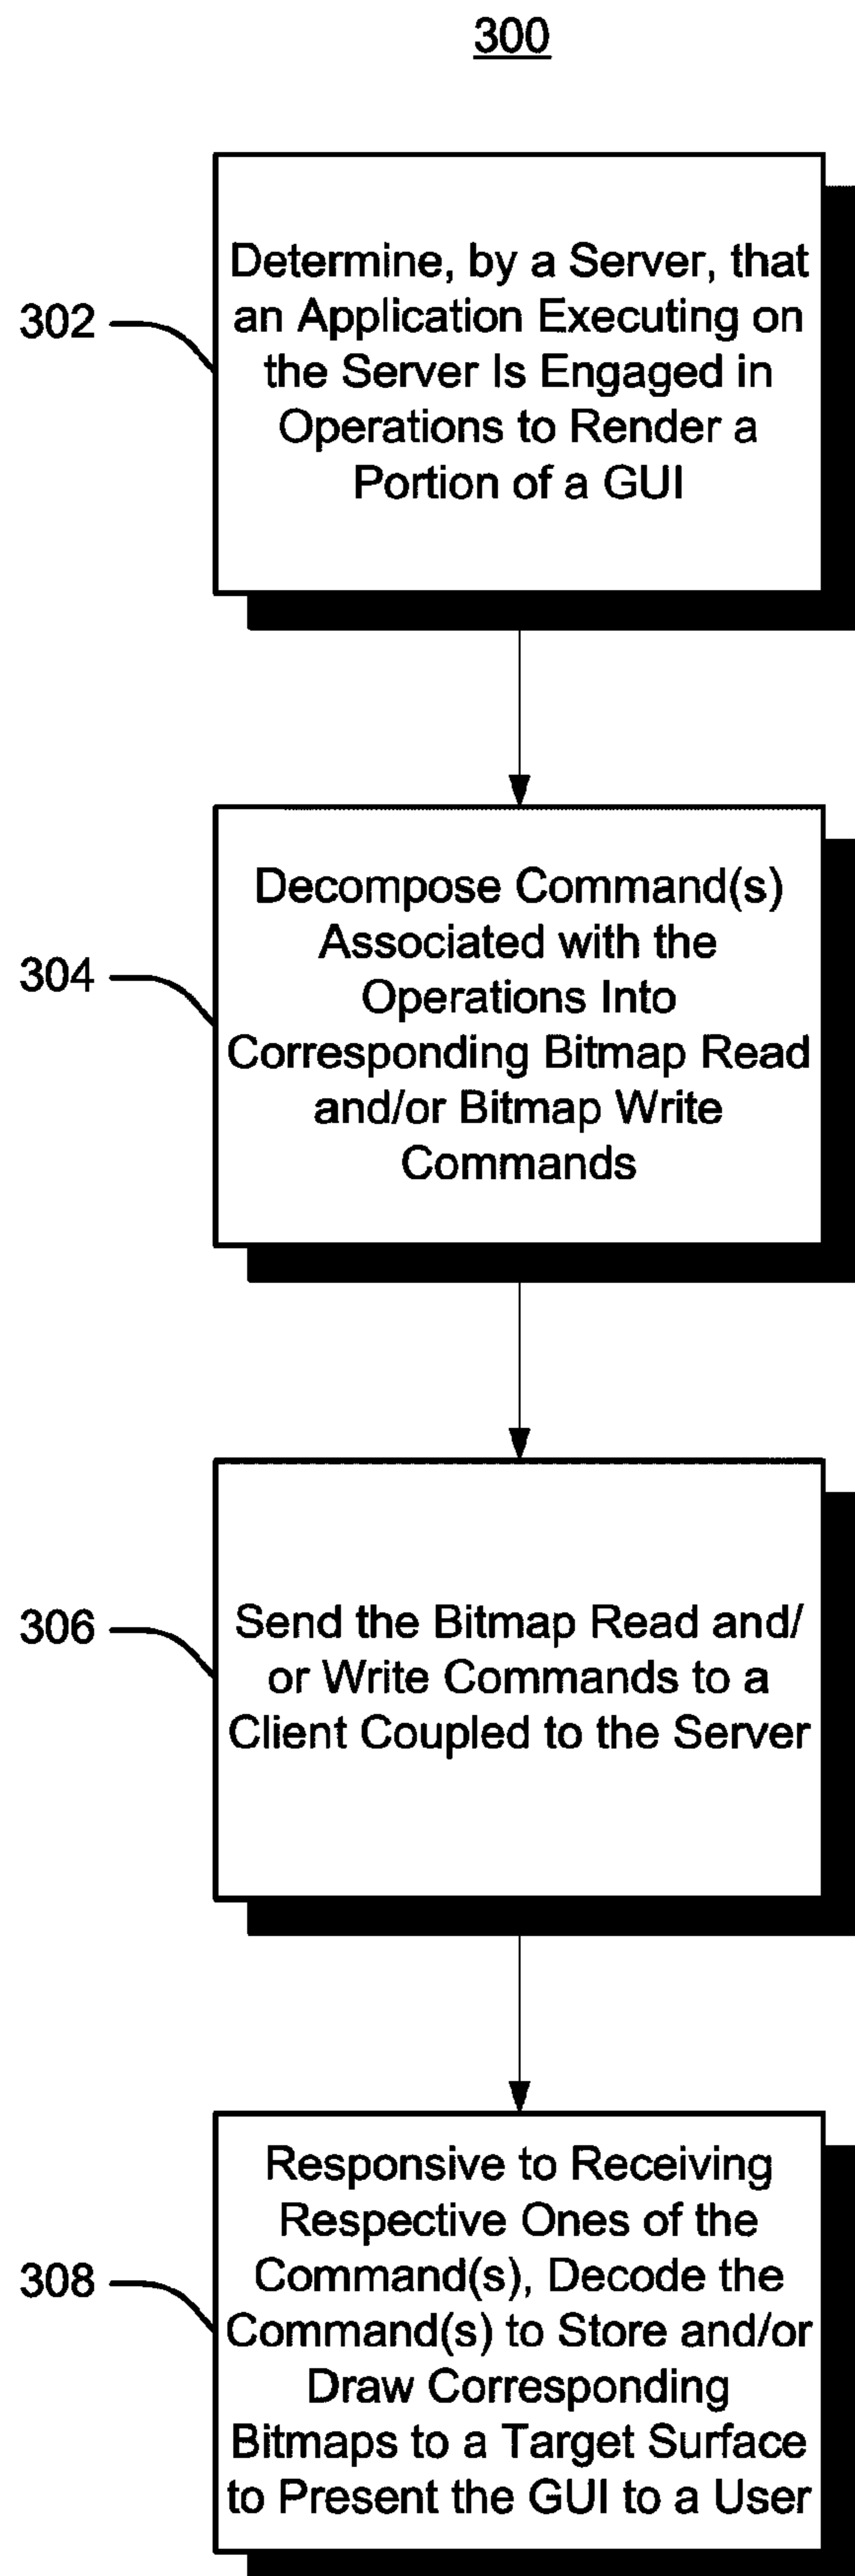 300
302
Determine, by a Server, that
an Application Executing on
the Server Is Engaged in
Operations to Render a
Portion of a GUI
304
Decompose Command(s)
Associated with the
Operations Into
Corresponding Bitmap Read
and/or Bitmap Write
Commands
306
Send the Bitmap Read and/
or Write Commands to a
Client Coupled to the Server
308
Responsive to Receiving
Respective Ones of the
Command(s), Decode the
Command(s) to Store and/or
Draw Corresponding
Bitmaps to a Target Surface
to Present the GUI to a User